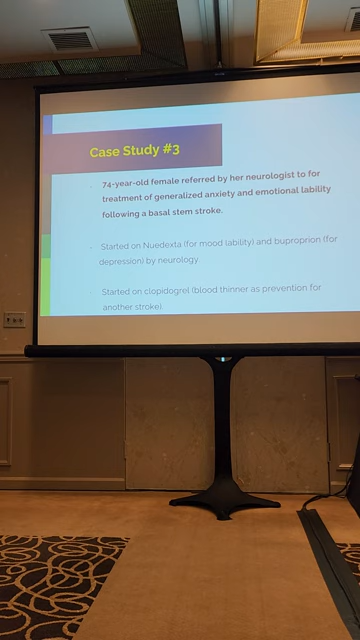 Case Study #3
74-year-old female referred by her neurologist to for
treatment of generalized anxiety and emotional lability
following a basal stem stroke.
Started on Nuedexta (for mood lability) and buproprion (for
depression) by neurology.
Started on clopidogrel (blood thinner as prevention for
another stroke)